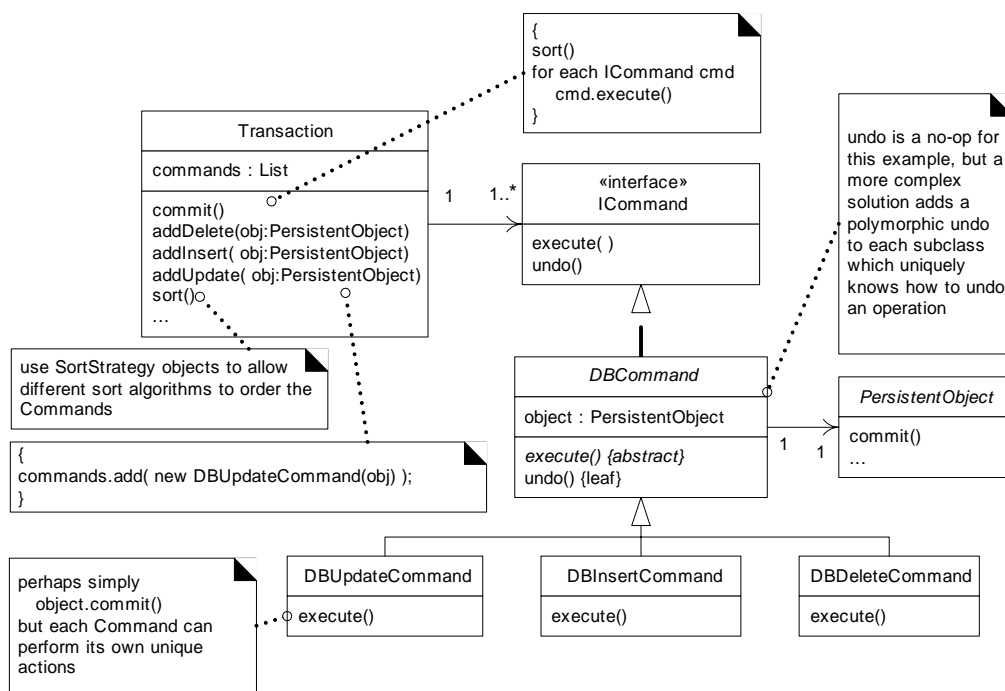 {
sort()
for each ICommand cmd
cmd.execute()
}
Transaction
commands : List
commit()
addDelete(obj:PersistentObject)
addInsert( obj:PersistentObject)
addUpdate( obj:PersistentObject)
sort()
...
1
1..*
«interface»
ICommand
execute( )
undo()
undo is a no-op for
this example, but a
more complex
solution adds a
polymorphic undo
to each subclass
which uniquely
knows how to undo
an operation
use SortStrategy objects to allow
different sort algorithms to order the
Commands
{
commands.add( new DBUpdateCommand(obj) );
}
DBCommand
object : PersistentObject
execute() {abstract}
undo() {leaf}
1
1
PersistentObject
commit()
...
perhaps simply
object.commit()
but each Command can
perform its own unique
actions
DBUpdateCommand
execute()
DBInsertCommand
execute()
DBDeleteCommand
execute()